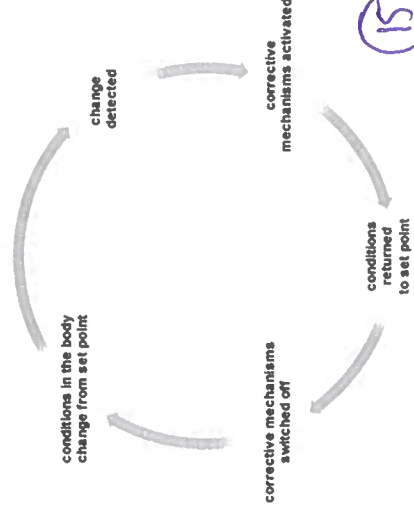 conditions in the body
change from set point
change
detected
corrective
mechanisms activated
conditions
returned
to set point
corrective mechanisms
switched off
15